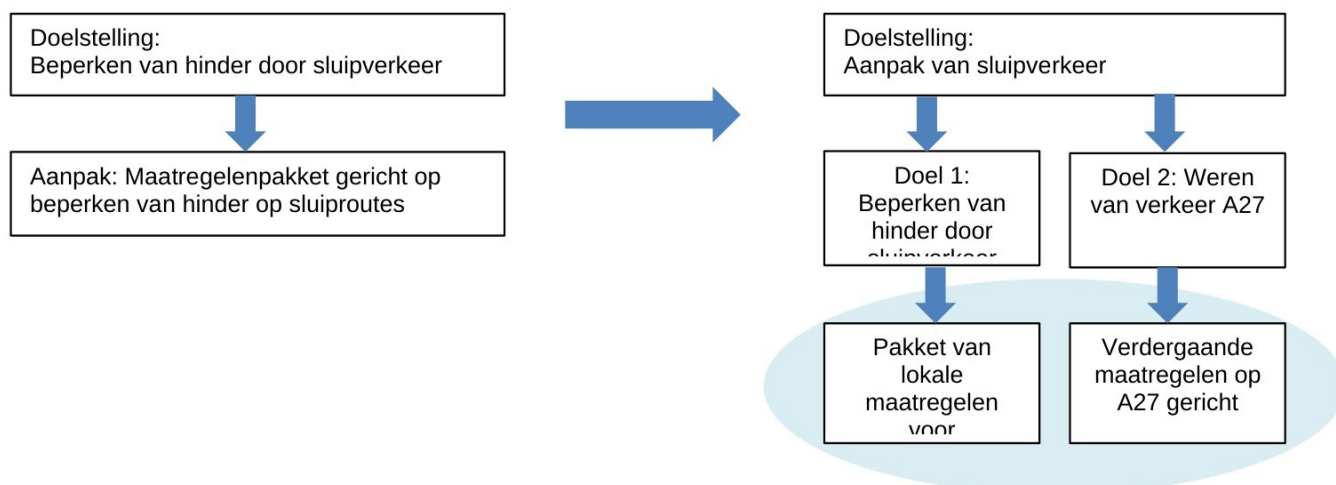 Doelstelling:
Beperken van hinder door sluipverkeer
Aanpak: Maatregelenpakket gericht op
beperken van hinder op sluiproutes
Doelstelling:
Aanpak van sluipverkeer
Doel 1:
Beperken van
hinder door
sluipverkeer
Doel 2: Weren
van verkeer A27
Pakket van
lokale
maatregelen
voor
Verdergaande
maatregelen op
A27 gericht